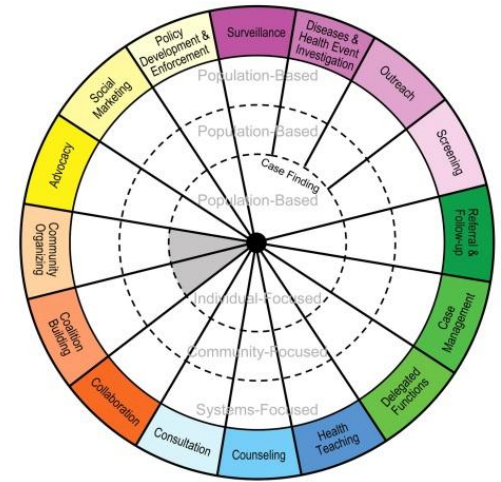 Surveillance
Diseases &
Health Event
Investigation
Outreach
Screening
Referral &
Follow-up
Case
Management
Delegated
Functions
Health
Teaching
Counseling
Consultation
Collaboration
Coalition
Building
Community
Organizing
Advocacy
Social
Marketing
Policy
Development &
Enforcement
Population-Based
Population-Based
Case Finding
Population-Based
Individual-Focused
Community-Focused
Systems-Focused